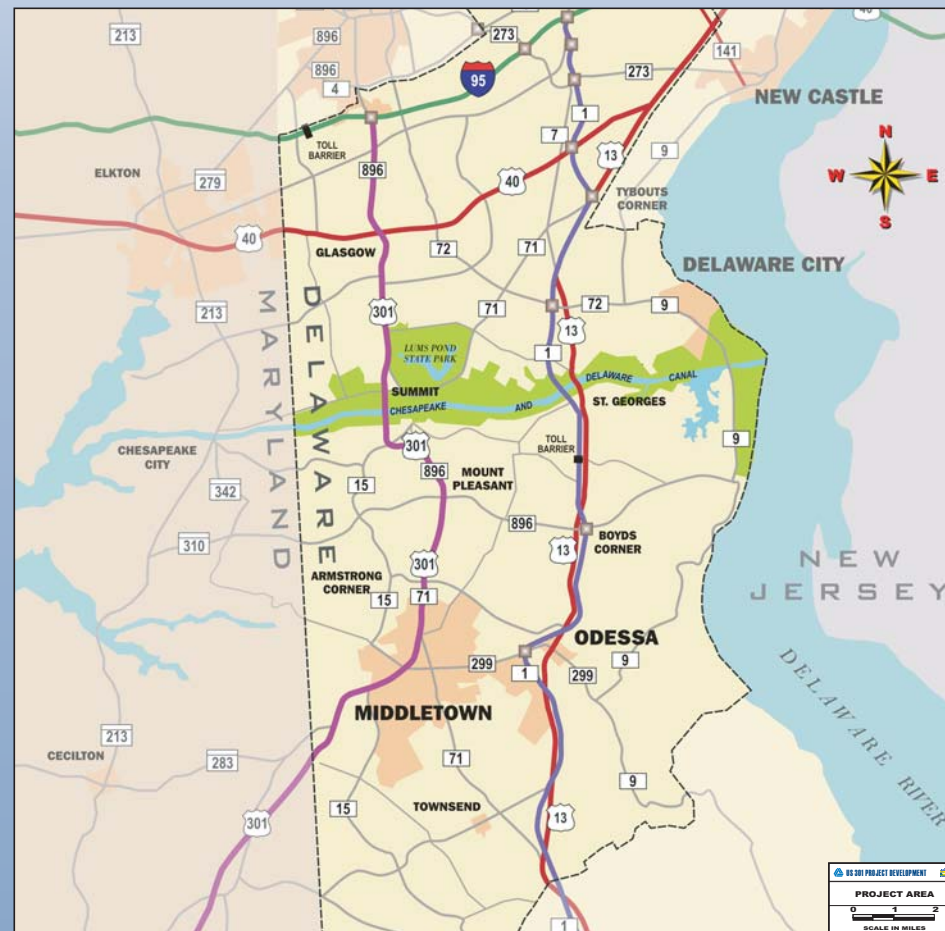 40
213
896
273
141
896
95
273
4
NEW CASTLE
1
7
TOLL
BARRIER
13
9
N
W
E
S
ELKTON
896
279
40
TYBOUTS
CORNER
40
GLASGOW
72
71
DELAWARE CITY
MARYLAND
DELAWARE
213
301
71
72
9
13
LUMS POND
STATE PARK
1
SUMMIT
CHESAPEAKE AND DELAWARE CANAL
ST. GEORGES
CHESAPEAKE
CITY
301
TOLL
BARRIER
9
896
MOUNT
PLEASANT
342
15
896
310
13
BOYDS
CORNER
301
NEW
JERSEY
ARMSTRONG
CORNER
15
71
ODESSA
299
9
1
299
DELAWARE RIVER
MIDDLETOWN
213
CECILTON
283
71
9
TOWNSEND
15
301
13
1
US 301 PROJECT DEVELOPMENT
PROJECT AREA
0 1 2
SCALE IN MILES